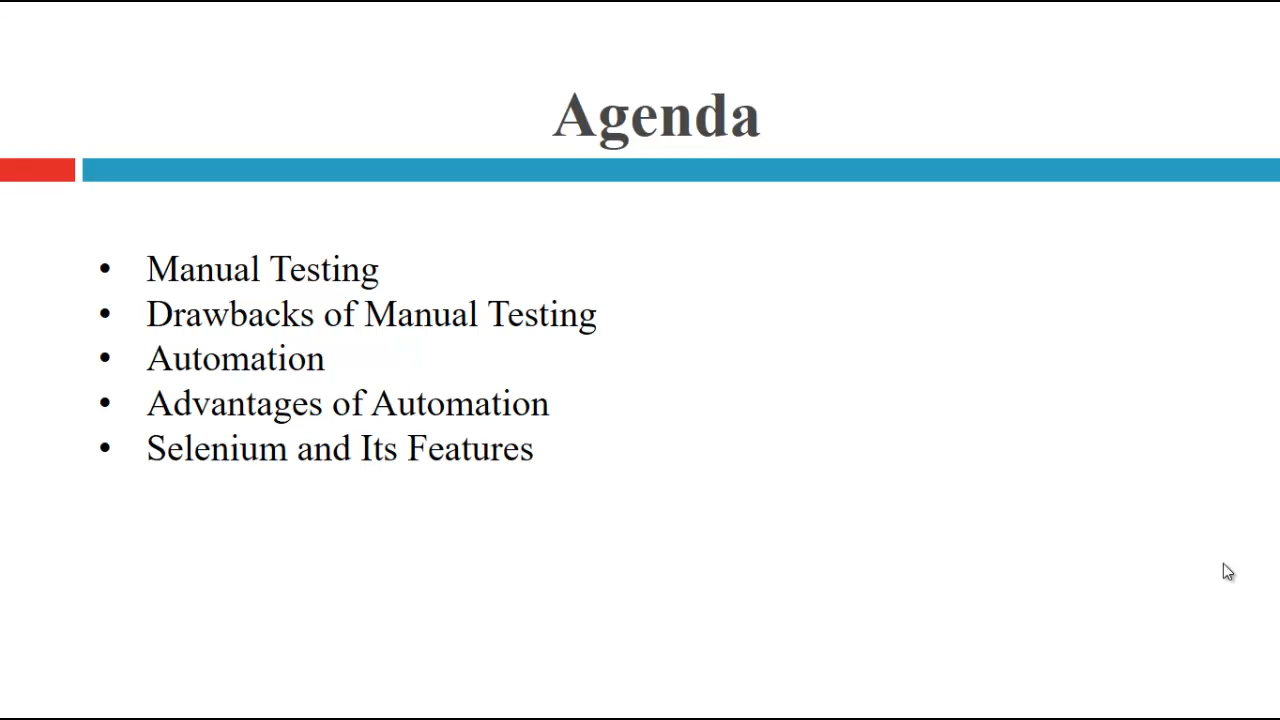 Agenda
• Manual Testing
• Drawbacks of Manual Testing
• Automation
• Advantages of Automation
• Selenium and Its Features